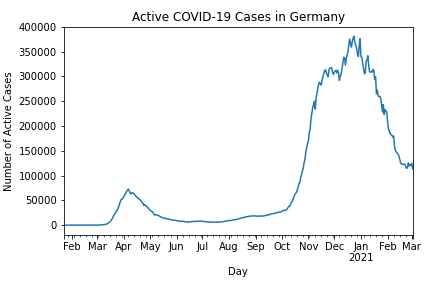 Active COVID-19 Cases in Germany
Number of Active Cases
400000
350000
300000
250000
200000
150000
100000
50000
0
Feb Mar Apr May Jun Jul Aug Sep Oct Nov Dec Jan Feb Mar
2021
Day